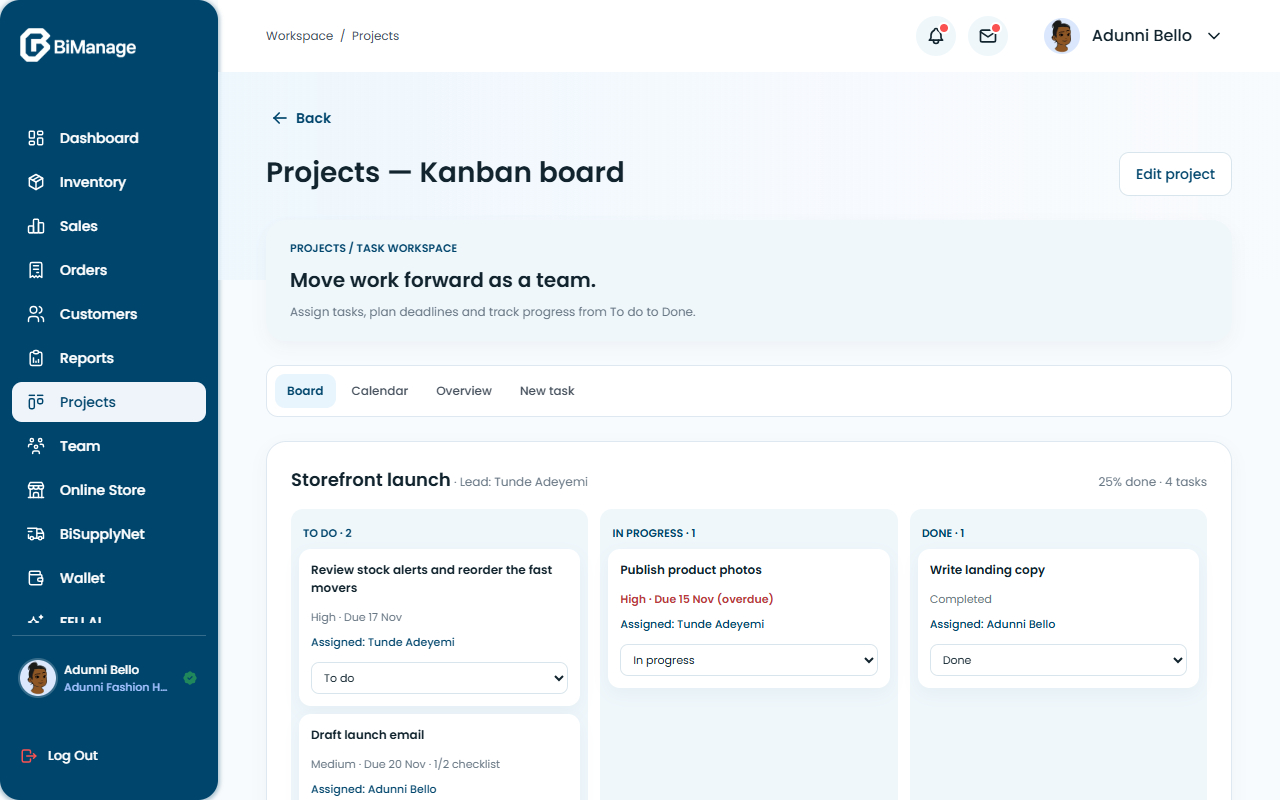 BiManage
Workspace / Projects
Adunni Bello
Dashboard
Inventory
Sales
Orders
Customers
Reports
Projects
Team
Online Store
BiSupplyNet
Wallet
Adunni Bello
Adunni Fashion H...
Log Out
Back
Projects — Kanban board
Edit project
PROJECTS / TASK WORKSPACE
Move work forward as a team.
Assign tasks, plan deadlines and track progress from To do to Done.
Board Calendar Overview New task
Storefront launch · Lead: Tunde Adeyemi
25% done · 4 tasks
TO DO · 2
Review stock alerts and reorder the fast
movers
High · Due 17 Nov
Assigned: Tunde Adeyemi
To do
Draft launch email
Medium · Due 20 Nov · 1/2 checklist
Assigned: Adunni Bello
IN PROGRESS · 1
Publish product photos
High · Due 15 Nov (overdue)
Assigned: Tunde Adeyemi
In progress
DONE · 1
Write landing copy
Completed
Assigned: Adunni Bello
Done